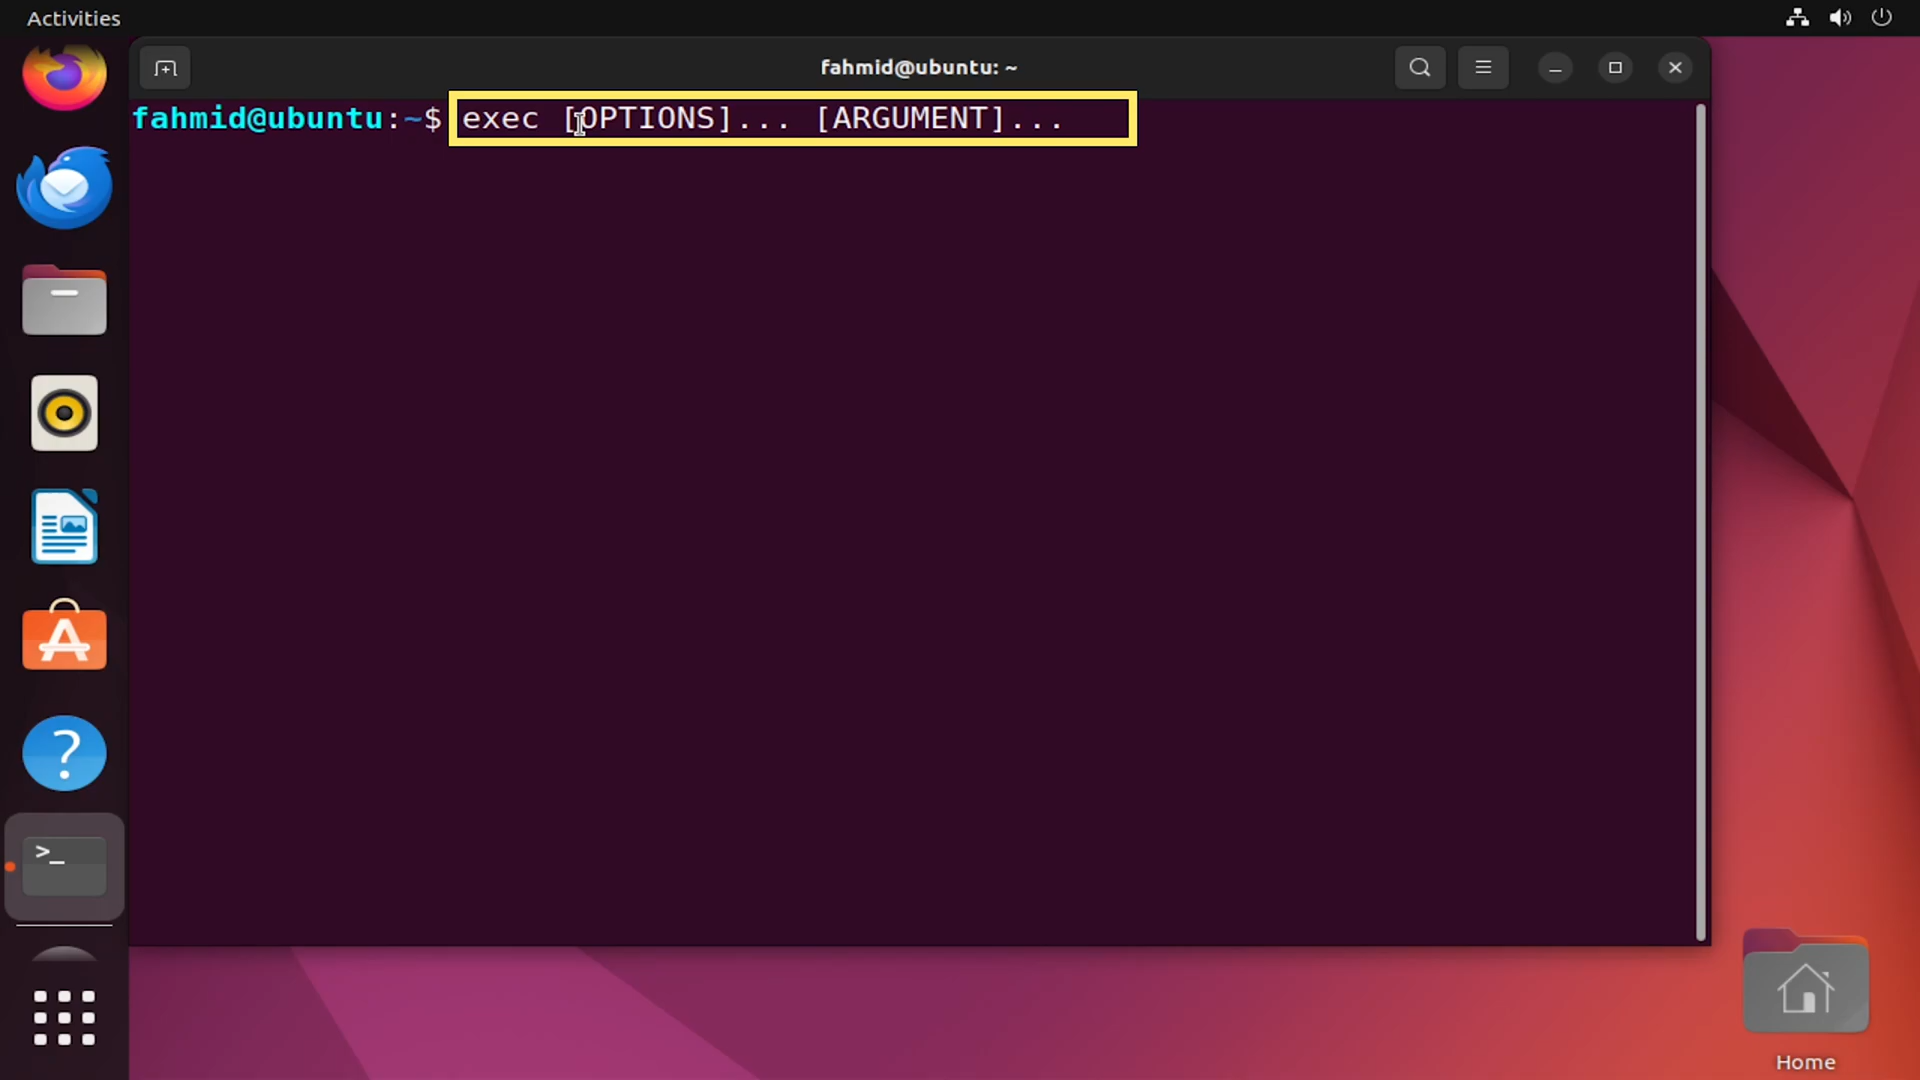 Activities
fahmid@ubuntu: ~
fahmid@ubuntu:~$ exec [OPTIONS]... [ARGUMENT]...
>_
Home